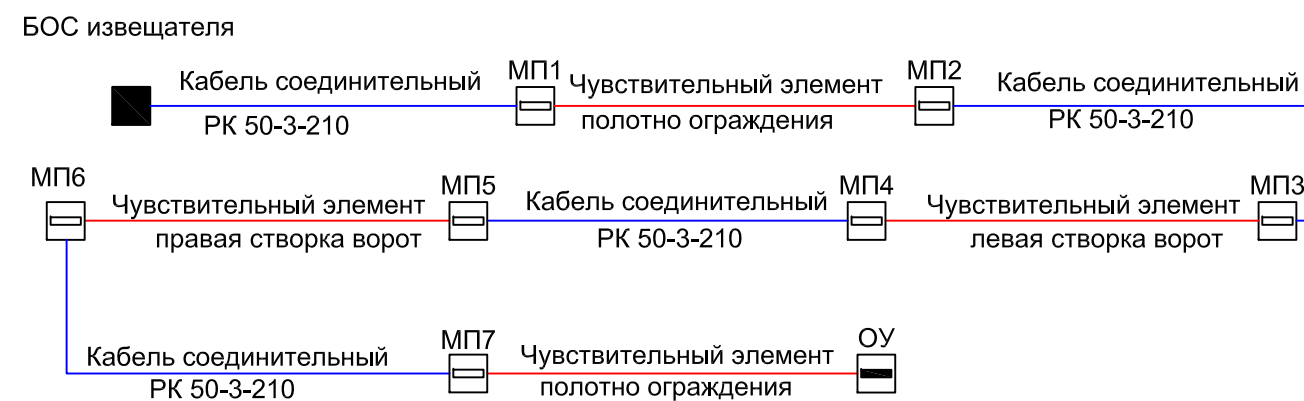 БОС извещателя
Кабель соединительный
РК 50-3-210
МП1
Чувствительный элемент
полотно ограждения
МП2
Кабель соединительный
РК 50-3-210
МП6
Чувствительный элемент
правая створка ворот
МП5
Кабель соединительный
РК 50-3-210
МП4
Чувствительный элемент
левая створка ворот
МП3
Кабель соединительный
РК 50-3-210
МП7
Чувствительный элемент
полотно ограждения
ОУ